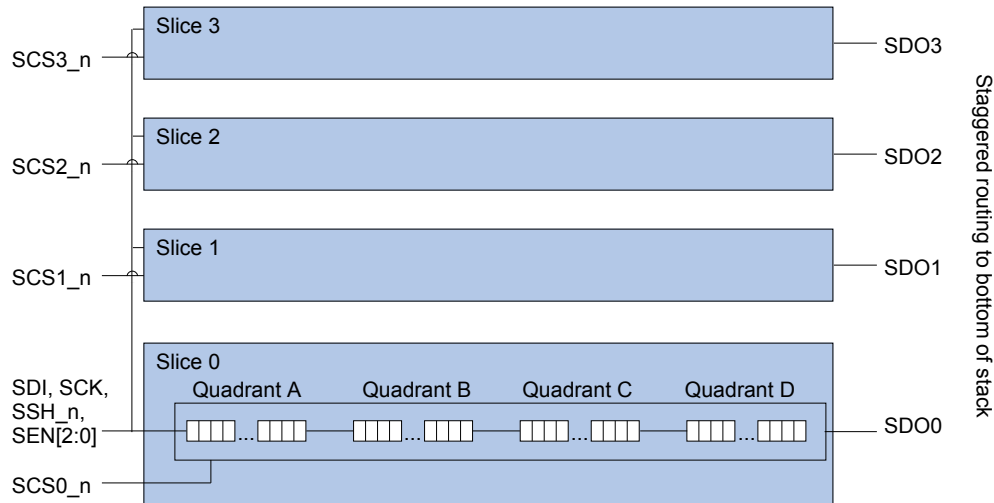 Slice 3
SCS3_n
SDO3
Slice 2
SCS2_n
SDO2
Slice 1
SCS1_n
SDO1
Slice 0
SDI, SCK,
SSH_n,
SEN[2:0]
Quadrant A
Quadrant B
Quadrant C
Quadrant D
...
...
...
...
SDO0
SCS0_n
Staggered routing to bottom of stack